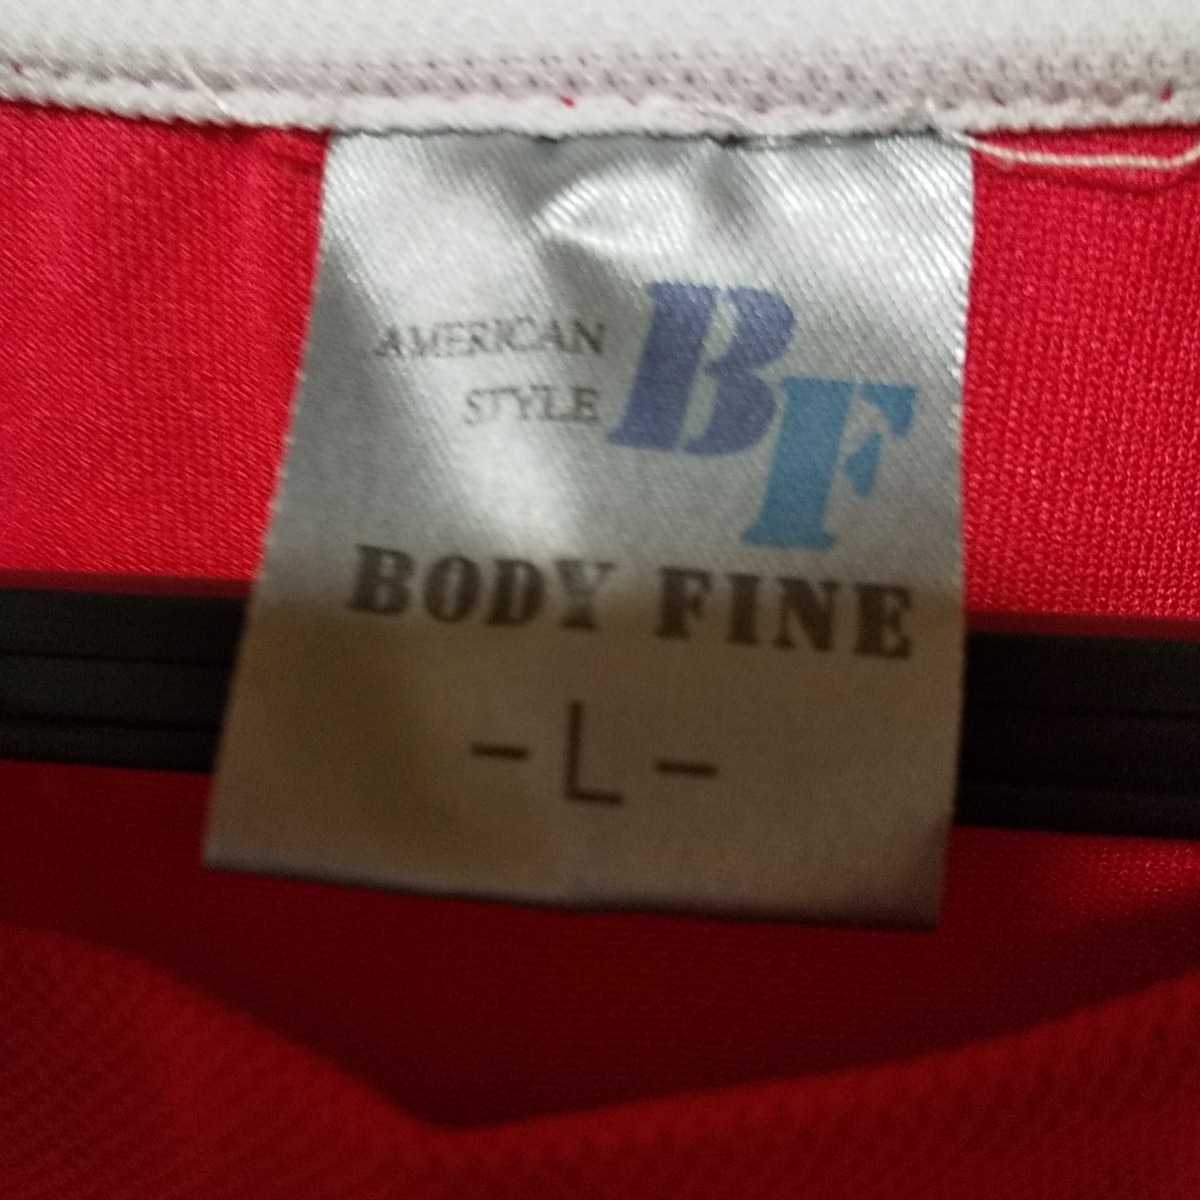 AMERICAN
STYLE
BF
BODY FINE
- L -